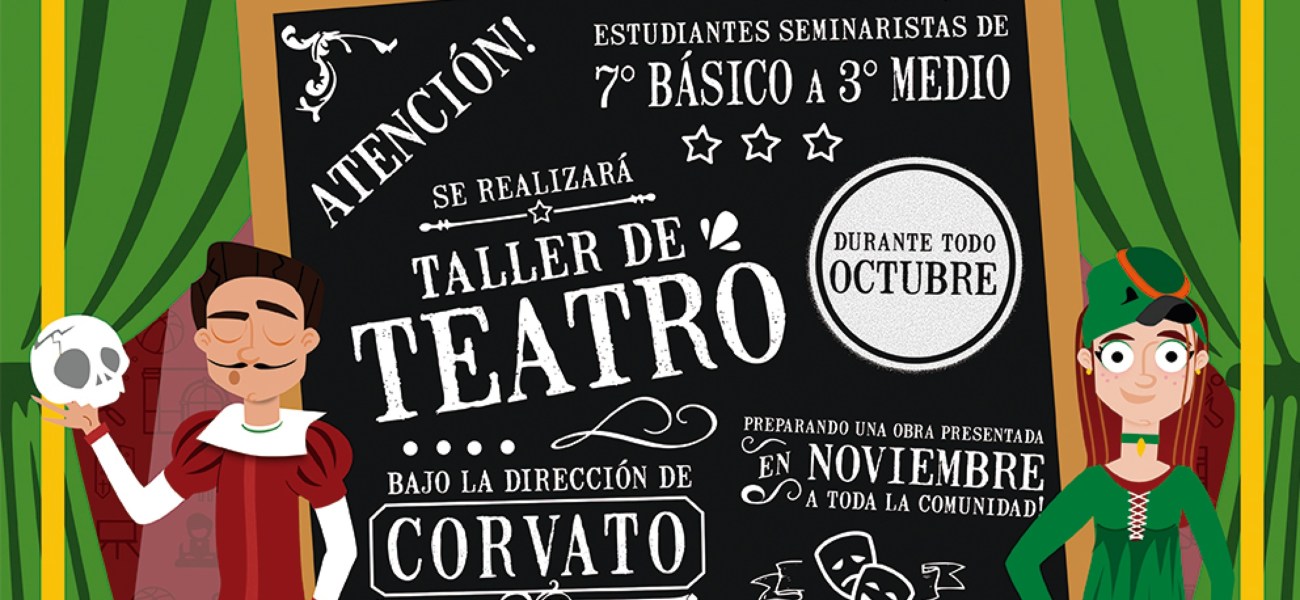 ATENCIÓN!
ESTUDIANTES SEMINARISTAS DE
7° BÁSICO A 3° MEDIO
SE REALIZARÁ
TALLER DE
TEATRO
DURANTE TODO
OCTUBRE
BAJO LA DIRECCIÓN DE
CORVATO
PREPARANDO UNA OBRA PRESENTADA
EN NOVIEMBRE
A TODA LA COMUNIDAD!